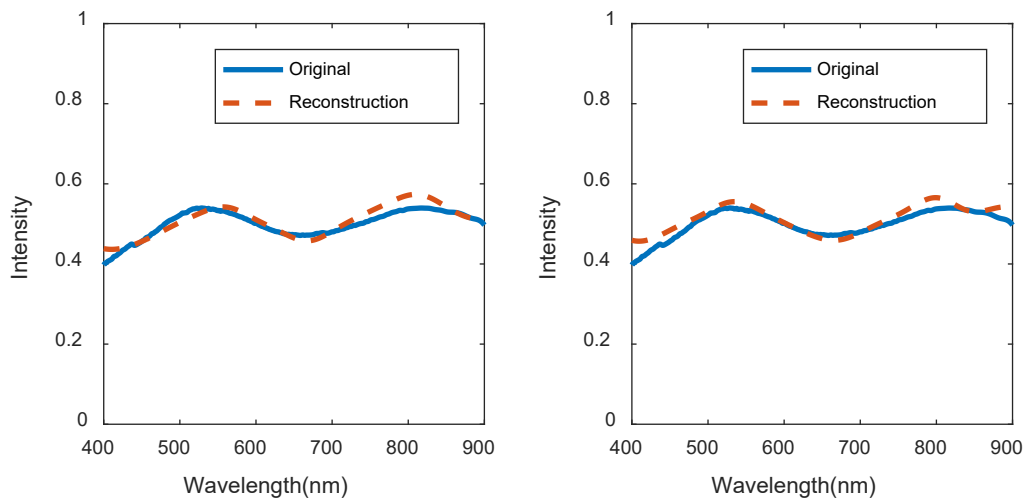 1
0.8
0.6
0.4
0.2
0
Intensity
Original
Reconstruction
400 500 600 700 800 900
Wavelength(nm)
1
0.8
0.6
0.4
0.2
0
Intensity
Original
Reconstruction
400 500 600 700 800 900
Wavelength(nm)